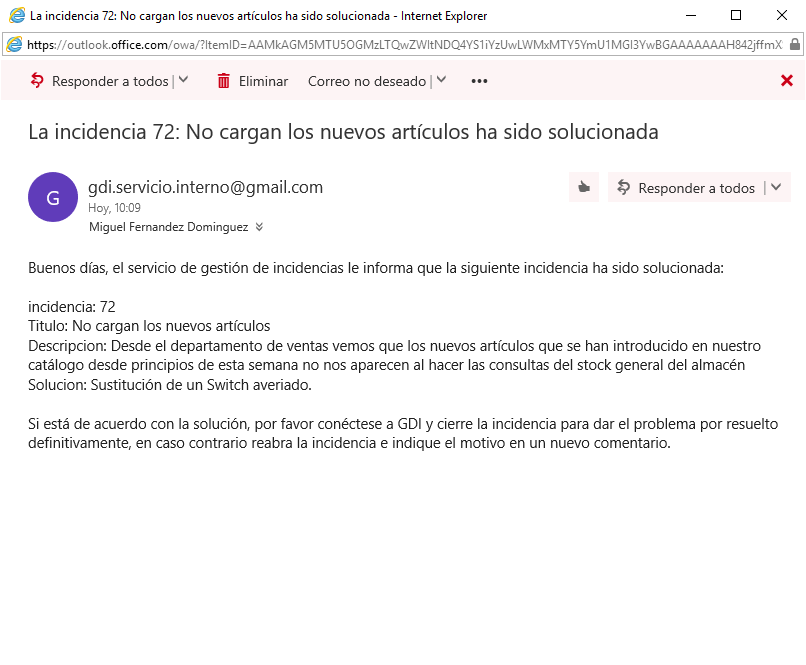 La incidencia 72: No cargan los nuevos artículos ha sido solucionada - Internet Explorer
https://outlook.office.com/owa/?ItemID=AAMkAGM5MTU5OGMzLTQwZWItNDQ4YS1iYzUwLWMxMTY5YmU1MGI3YwBGAAAAAAAH842jffmX
Responder a todos | Eliminar Correo no deseado | •••
La incidencia 72: No cargan los nuevos artículos ha sido solucionada
G
gdi.servicio.interno@gmail.com
Responder a todos |
Hoy, 10:09
Miguel Fernandez Dominguez
Buenos días, el servicio de gestión de incidencias le informa que la siguiente incidencia ha sido solucionada:
incidencia: 72
Titulo: No cargan los nuevos artículos
Descripcion: Desde el departamento de ventas vemos que los nuevos artículos que se han introducido en nuestro
catálogo desde principios de esta semana no nos aparecen al hacer las consultas del stock general del almacén
Solucion: Sustitución de un Switch averiado.
Si está de acuerdo con la solución, por favor conéctese a GDI y cierre la incidencia para dar el problema por resuelto
definitivamente, en caso contrario reabra la incidencia e indique el motivo en un nuevo comentario.